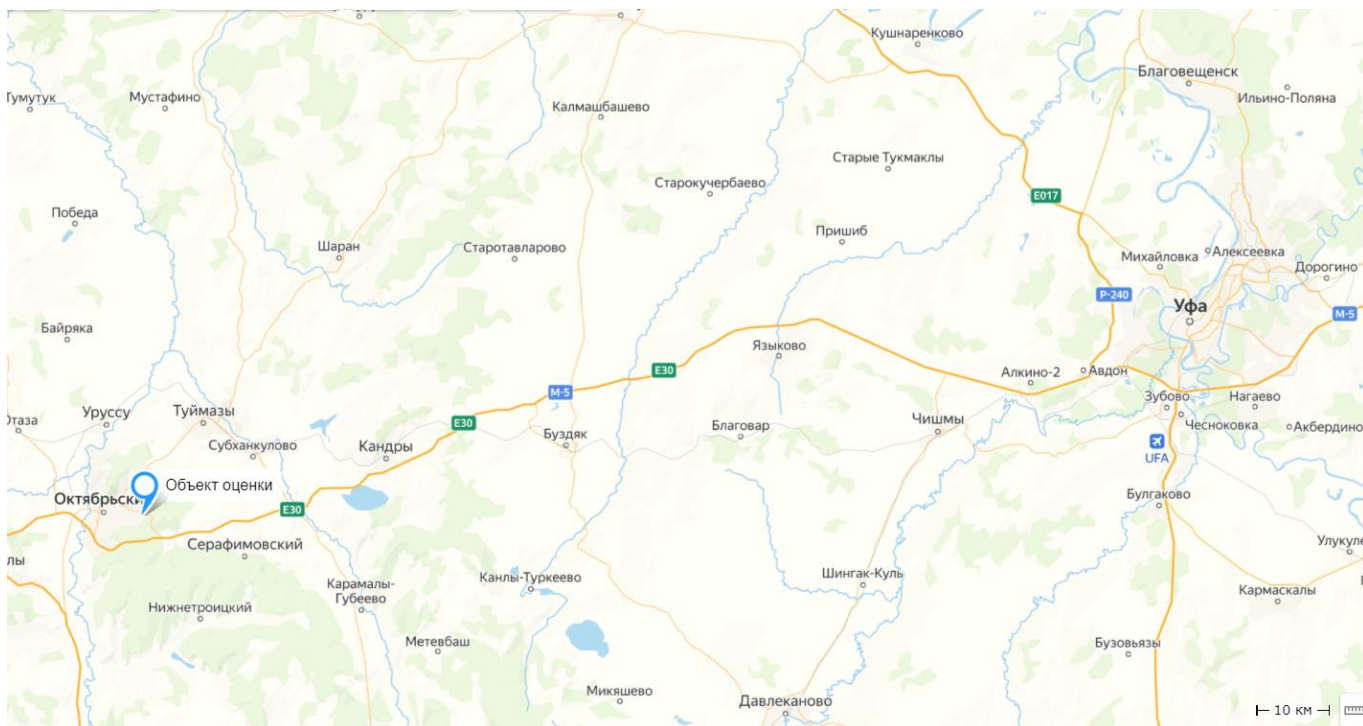 Кушнаренково
Благовещенск
Тумутук
Мустафино
Калмашбашево
Ильино-Поляна
Старые Тукмаклы
Старокучербаево
E017
Победа
Шаран
Старотавларово
Пришиб
Михайловка
Алексеевка
Дорогино
P-240
Уфа
M-5
Байряка
Языково
E30
Алкино-2
Авдон
M-5
Зубово
Нагаево
Уруссу
Туймазы
E30
Чишмы
Чесноковка
Акбердино
Субханкулово
Кандры
Буздяк
Благовар
UFA
Объект оценки
Октябрьски
E30
Булгаково
Серафимовский
лы
Улукуле
Карамалы-
Губеево
Канлы-Туркеево
Шингак-Куль
Кармаскалы
Нижнетроицкий
Метевбаш
Бузовьязы
Микяшево
Давлеканово
10 км